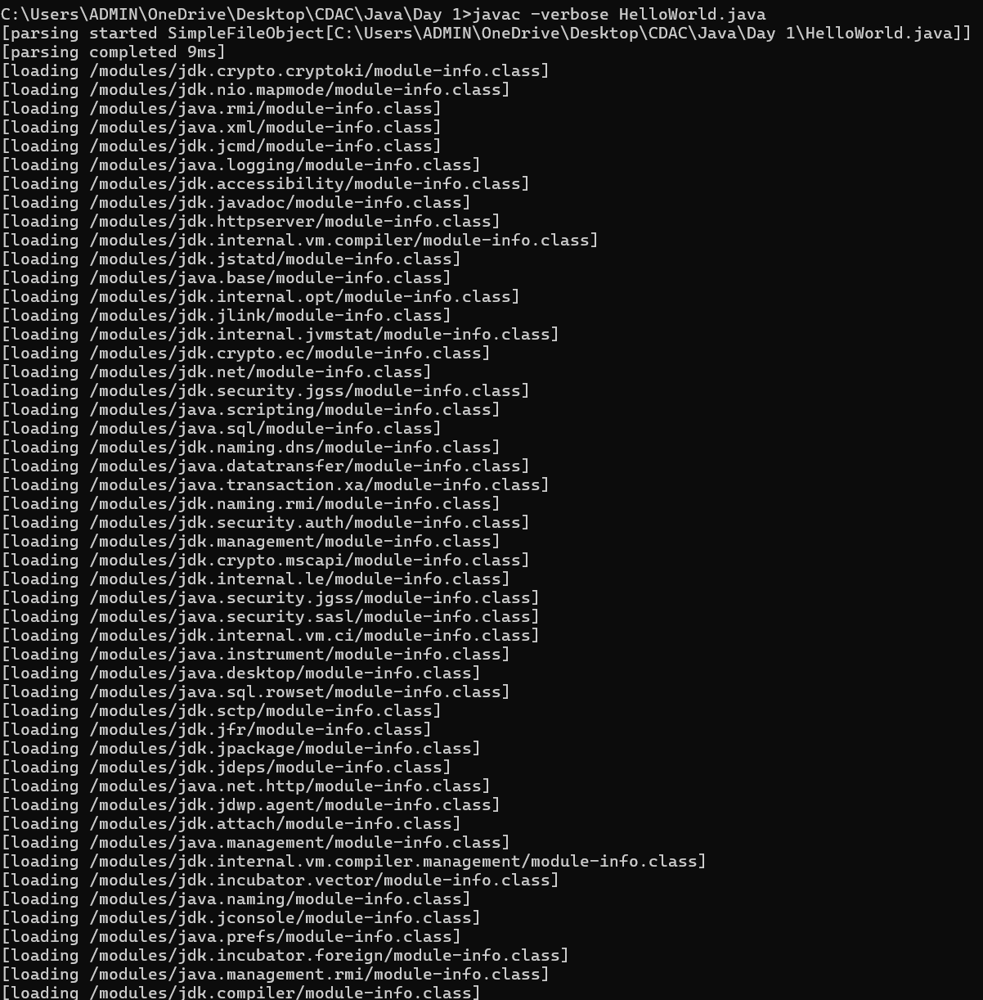 C:\Users\ADMIN\OneDrive\Desktop\CDAC\Java\Day 1>javac -verbose HelloWorld.java
[parsing started SimpleFileObject[C:\Users\ADMIN\OneDrive\Desktop\CDAC\Java\Day 1\HelloWorld.java]]
[parsing completed 9ms]
[loading /modules/jdk.crypto.cryptoki/module-info.class]
[loading /modules/jdk.nio.mapmode/module-info.class]
[loading /modules/java.rmi/module-info.class]
[loading /modules/java.xml/module-info.class]
[loading /modules/jdk.jcmd/module-info.class]
[loading /modules/java.logging/module-info.class]
[loading /modules/jdk.accessibility/module-info.class]
[loading /modules/jdk.javadoc/module-info.class]
[loading /modules/jdk.httpserver/module-info.class]
[loading /modules/jdk.internal.vm.compiler/module-info.class]
[loading /modules/jdk.jstatd/module-info.class]
[loading /modules/java.base/module-info.class]
[loading /modules/jdk.internal.opt/module-info.class]
[loading /modules/jdk.jlink/module-info.class]
[loading /modules/jdk.internal.jvmstat/module-info.class]
[loading /modules/jdk.crypto.ec/module-info.class]
[loading /modules/jdk.net/module-info.class]
[loading /modules/jdk.security.jgss/module-info.class]
[loading /modules/java.scripting/module-info.class]
[loading /modules/java.sql/module-info.class]
[loading /modules/jdk.naming.dns/module-info.class]
[loading /modules/java.datatransfer/module-info.class]
[loading /modules/java.transaction.xa/module-info.class]
[loading /modules/jdk.naming.rmi/module-info.class]
[loading /modules/jdk.security.auth/module-info.class]
[loading /modules/jdk.management/module-info.class]
[loading /modules/jdk.crypto.mscapi/module-info.class]
[loading /modules/jdk.internal.le/module-info.class]
[loading /modules/java.security.jgss/module-info.class]
[loading /modules/java.security.sasl/module-info.class]
[loading /modules/jdk.internal.vm.ci/module-info.class]
[loading /modules/java.instrument/module-info.class]
[loading /modules/java.desktop/module-info.class]
[loading /modules/java.sql.rowset/module-info.class]
[loading /modules/jdk.sctp/module-info.class]
[loading /modules/jdk.jfr/module-info.class]
[loading /modules/jdk.jpackage/module-info.class]
[loading /modules/jdk.jdeps/module-info.class]
[loading /modules/java.net.http/module-info.class]
[loading /modules/jdk.jdwp.agent/module-info.class]
[loading /modules/jdk.attach/module-info.class]
[loading /modules/java.management/module-info.class]
[loading /modules/jdk.internal.vm.compiler.management/module-info.class]
[loading /modules/jdk.incubator.vector/module-info.class]
[loading /modules/java.naming/module-info.class]
[loading /modules/jdk.jconsole/module-info.class]
[loading /modules/java.prefs/module-info.class]
[loading /modules/jdk.incubator.foreign/module-info.class]
[loading /modules/java.management.rmi/module-info.class]
[loading /modules/jdk.compiler/module-info.class]